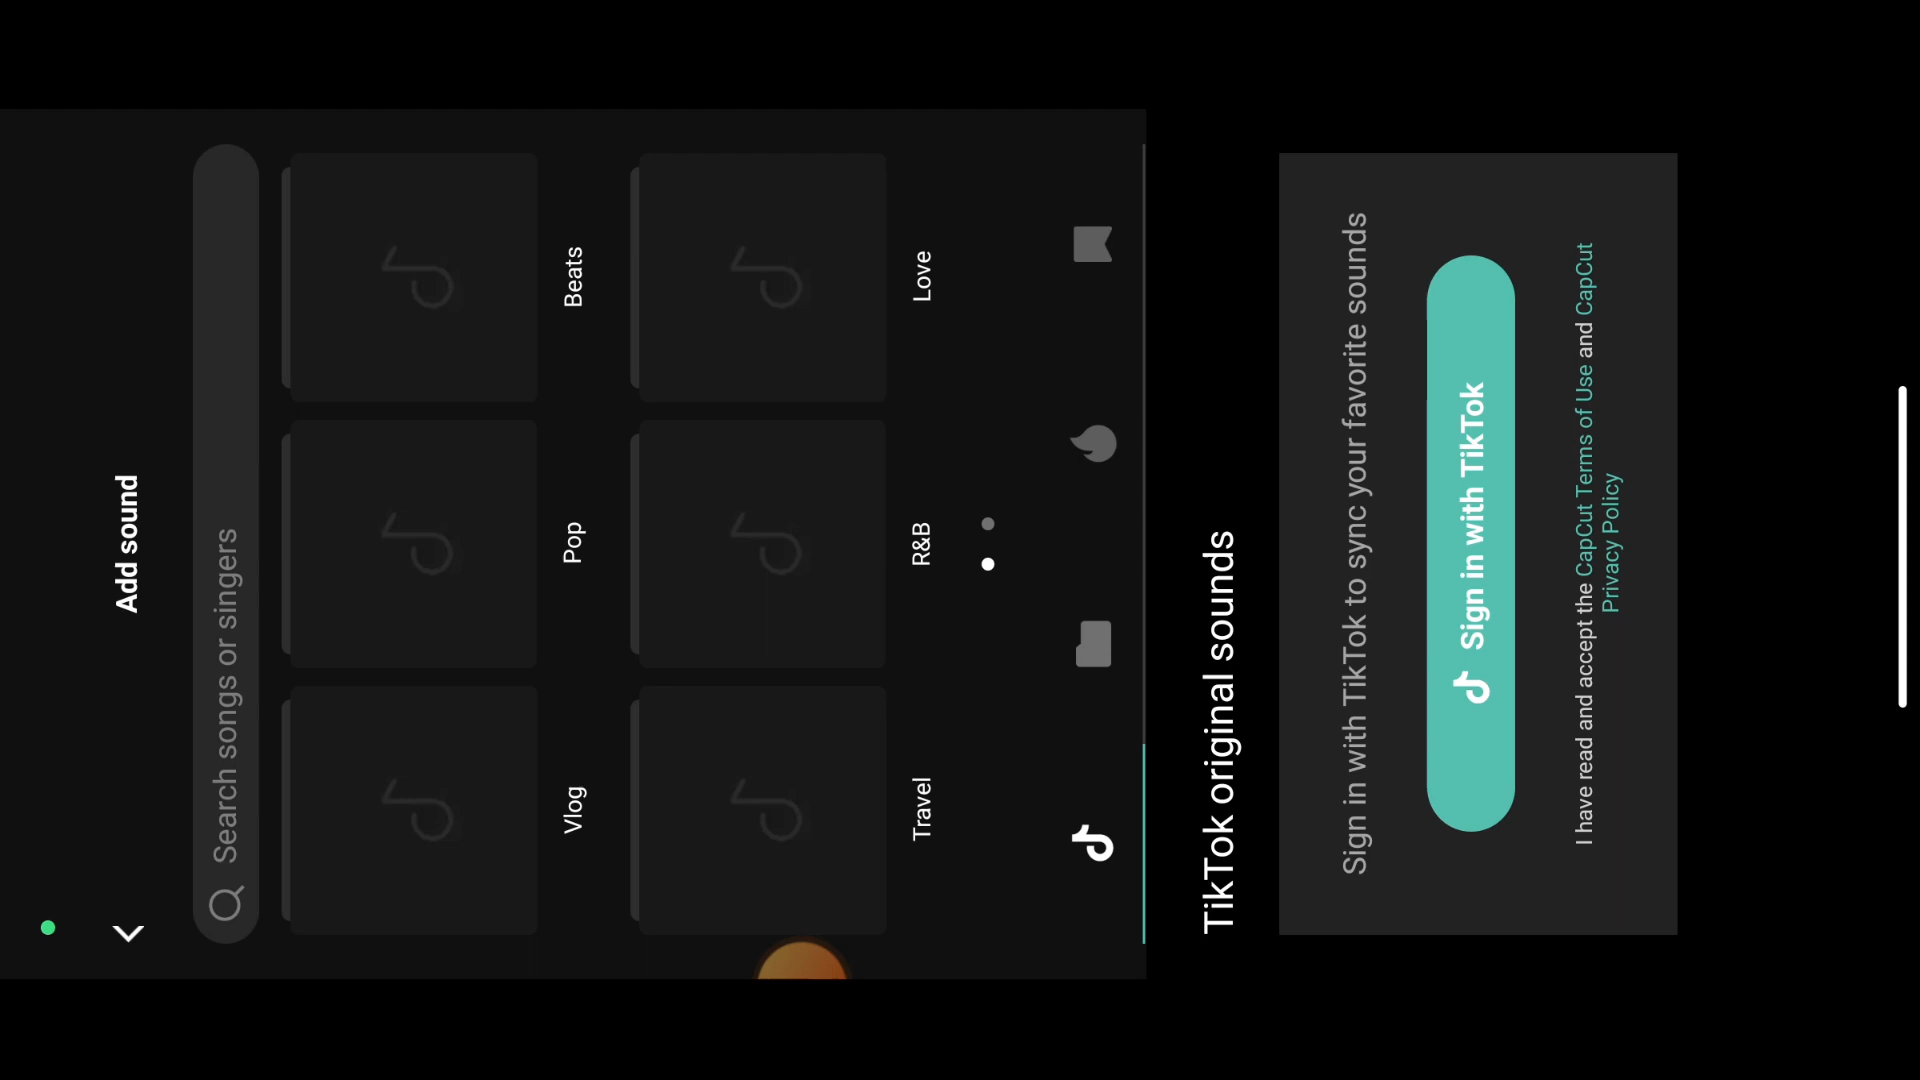 Add sound
Search songs or singers
Vlog
Pop
Beats
Travel
R&B
Love
TikTok original sounds
Sign in with TikTok to sync your favorite sounds
Sign in with TikTok
I have read and accept the CapCut Terms of Use and CapCut
Privacy Policy